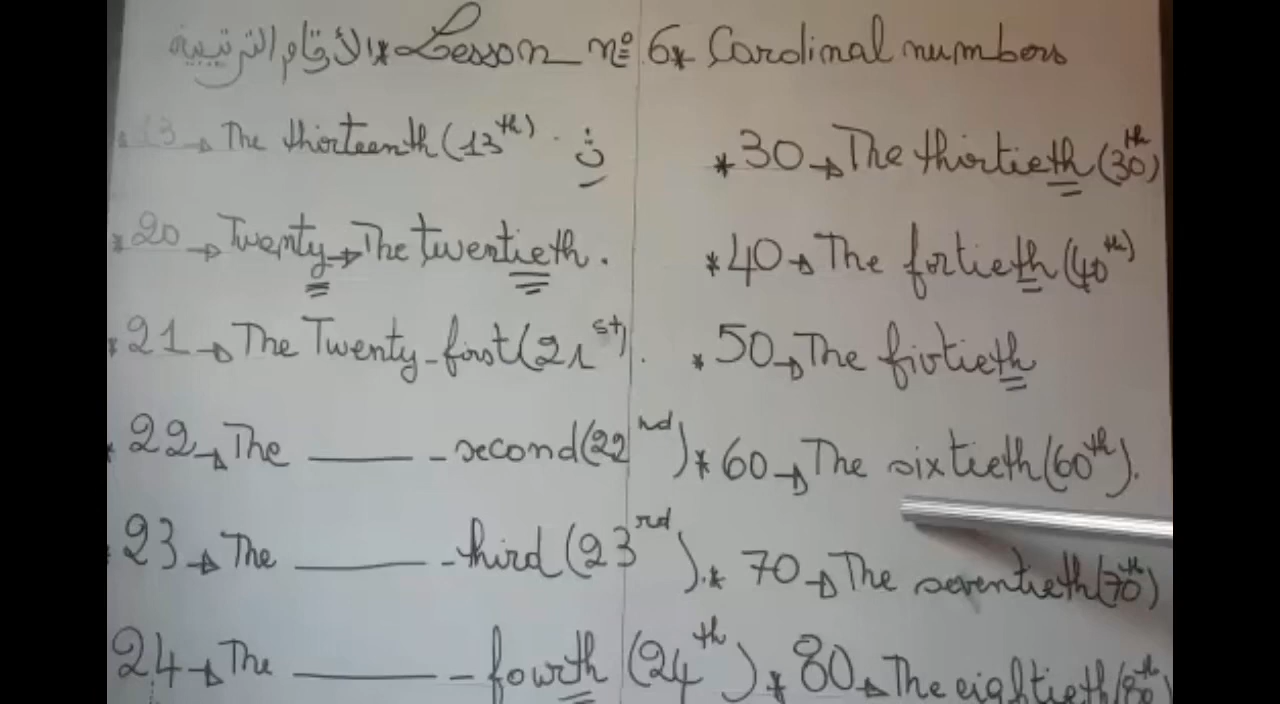 الأرقام الترتيبية * Lesson nº 6 * Cardinal numbers
* 13 → The thirteenth (13th).
* 20 → Twenty → The twentieth.
* 21 → The Twenty-first (21st).
* 22 → The ____ - second (22nd)
* 23 → The ____ - third (23rd).
24 → The ____ - fourth (24th)
* 30 → The thirtieth (30th)
* 40 → The fortieth (40th)
* 50 → The fivtieth
* 60 → The sixtieth (60th).
* 70 → The seventieth (70th)
* 80 → The eightieth (80th)